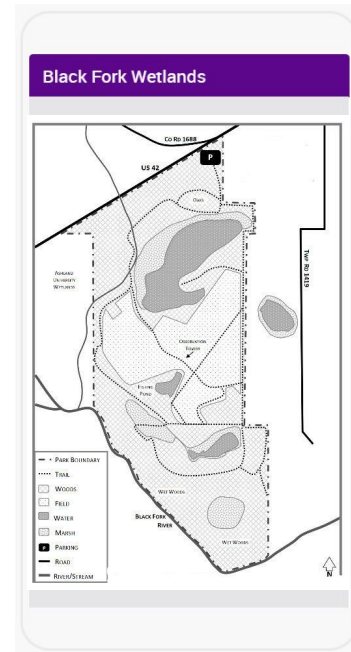 Black Fork Wetlands
Co Rd 1688
P
US 42
Oaks
Ashland
University
Wetlands
Twp Rd 1419
Observation
Tower
Fishing
Pond
Park Boundary
Trail
Woods
Field
Water
Marsh
P Parking
Road
River/Stream
Wet Woods
Black Fork
River
Wet Woods
N